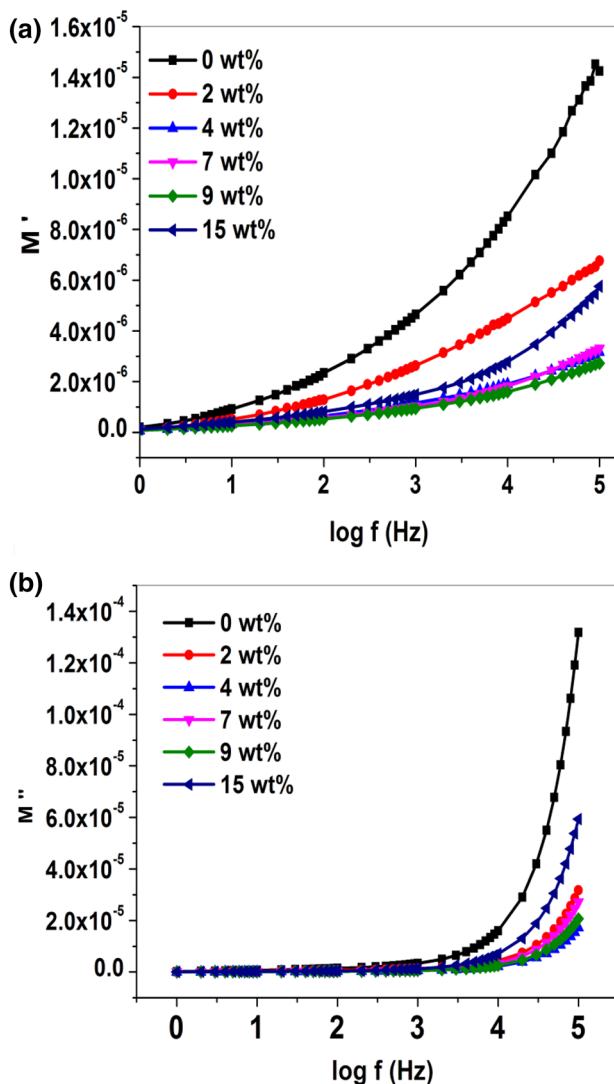 (a)
1.6x10-5
1.4x10-5
1.2x10-5
1.0x10-5
8.0x10-6
6.0x10-6
4.0x10-6
2.0x10-6
0.0
M '
0 wt%
2 wt%
4 wt%
7 wt%
9 wt%
15 wt%
0 1 2 3 4 5
log f (Hz)
(b)
1.4x10-4
1.2x10-4
1.0x10-4
8.0x10-5
6.0x10-5
4.0x10-5
2.0x10-5
0.0
M "
0 wt%
2 wt%
4 wt%
7 wt%
9 wt%
15 wt%
0 1 2 3 4 5
log f (Hz)